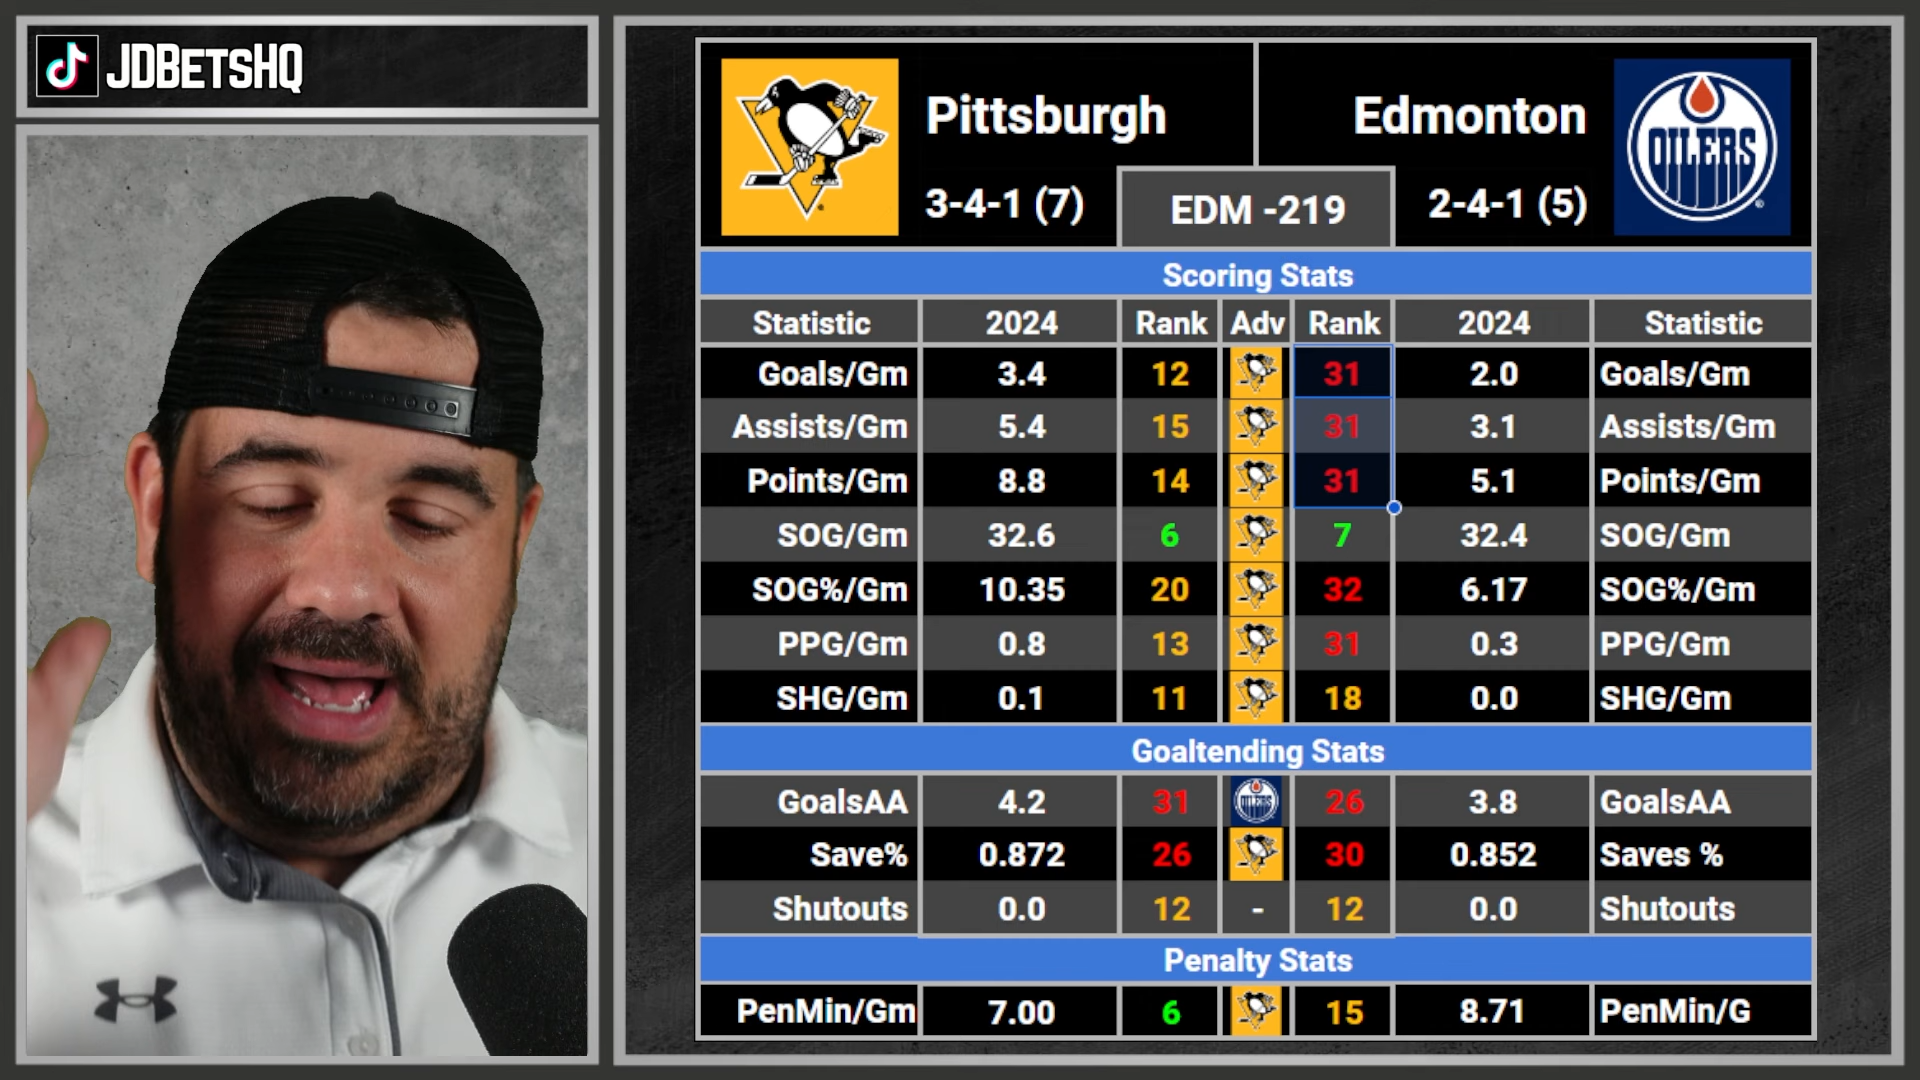 JDBETSHQ
Pittsburgh
Edmonton
OILERS
3-4-1 (7)
EDM -219
2-4-1 (5)
Scoring Stats
Statistic 2024 Rank Adv Rank 2024 Statistic
Goals/Gm 3.4 12 31 2.0 Goals/Gm
Assists/Gm 5.4 15 31 3.1 Assists/Gm
Points/Gm 8.8 14 31 5.1 Points/Gm
SOG/Gm 32.6 6 7 32.4 SOG/Gm
SOG%/Gm 10.35 20 32 6.17 SOG%/Gm
PPG/Gm 0.8 13 31 0.3 PPG/Gm
SHG/Gm 0.1 11 18 0.0 SHG/Gm
Goaltending Stats
GoalsAA 4.2 31 OILERS 26 3.8 GoalsAA
Save% 0.872 26 30 0.852 Saves %
Shutouts 0.0 12 - 12 0.0 Shutouts
Penalty Stats
PenMin/Gm 7.00 6 15 8.71 PenMin/G